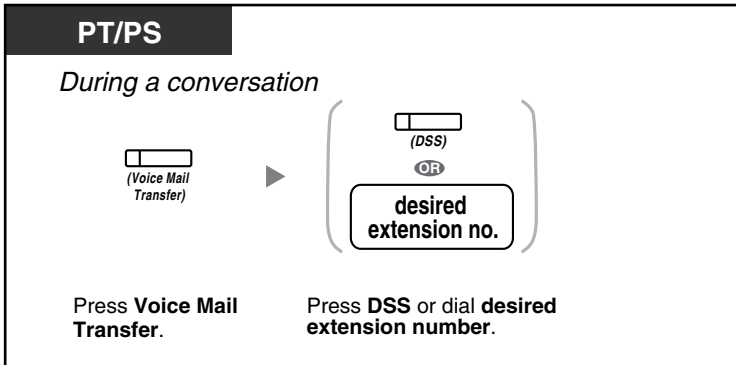 PT/PS
During a conversation
(Voice Mail
Transfer)
(DSS)
OR
desired
extension no.
Press Voice Mail
Transfer.
Press DSS or dial desired
extension number.